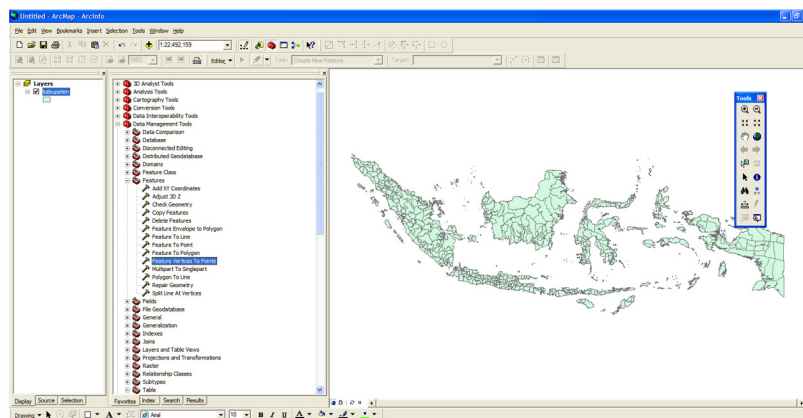 Untitled - ArcMap - ArcInfo
File Edit View Bookmarks Insert Selection Tools Window Help
1:22,492,159
100% Editor Task: Create New Feature Target:
Layers
kabupaten
3D Analyst Tools
Analysis Tools
Cartography Tools
Conversion Tools
Data Interoperability Tools
Data Management Tools
Data Comparison
Database
Disconnected Editing
Distributed Geodatabase
Domains
Feature Class
Features
Add XY Coordinates
Adjust 3D Z
Check Geometry
Copy Features
Delete Features
Feature Envelope to Polygon
Feature To Line
Feature To Point
Feature To Polygon
Feature Vertices To Points
Multipart To Singlepart
Polygon To Line
Repair Geometry
Split Line At Vertices
Fields
File Geodatabase
General
Generalization
Indexes
Joins
Layers and Table Views
Projections and Transformations
Raster
Relationship Classes
Subtypes
Table
Tools
Display Source Selection
Favorites Index Search Results
Drawing A Arial 10 B I U A